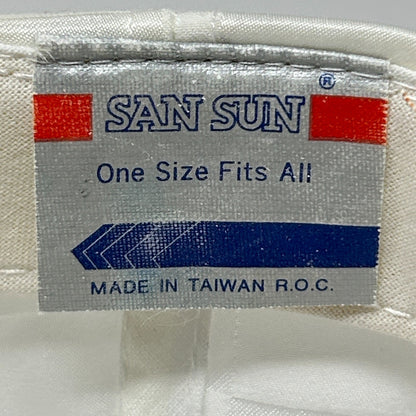 SAN SUN ®
One Size Fits All
MADE IN TAIWAN R.O.C.